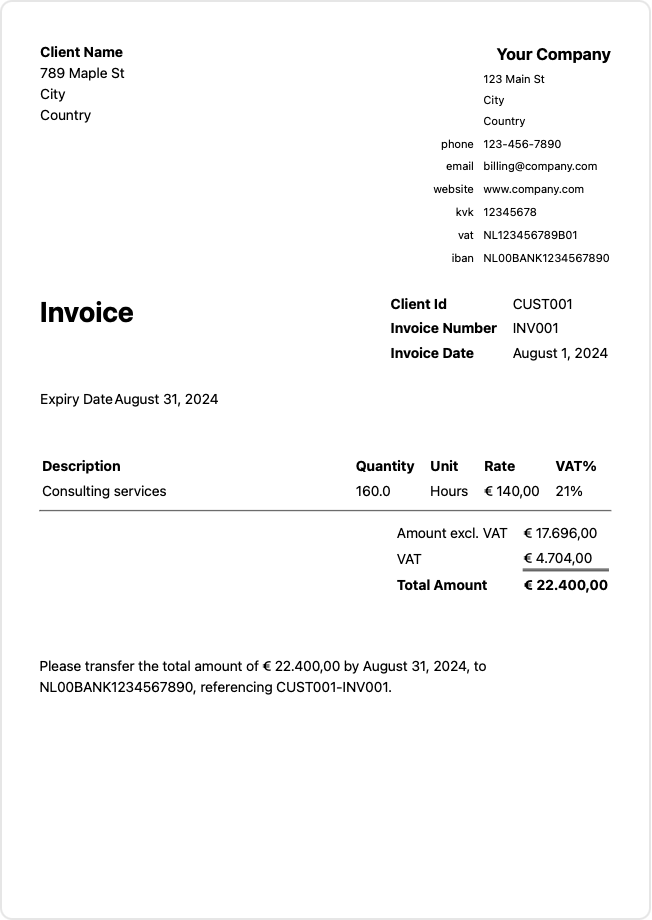 Client Name
789 Maple St
City
Country
Your Company
123 Main St
City
Country
phone 123-456-7890
email billing@company.com
website www.company.com
kvk 12345678
vat NL123456789B01
iban NL00BANK1234567890
Invoice
Client Id CUST001
Invoice Number INV001
Invoice Date August 1, 2024
Expiry Date August 31, 2024
Description Quantity Unit Rate VAT%
Consulting services 160.0 Hours € 140,00 21%
Amount excl. VAT € 17.696,00
VAT € 4.704,00
Total Amount € 22.400,00
Please transfer the total amount of € 22.400,00 by August 31, 2024, to
NL00BANK1234567890, referencing CUST001-INV001.